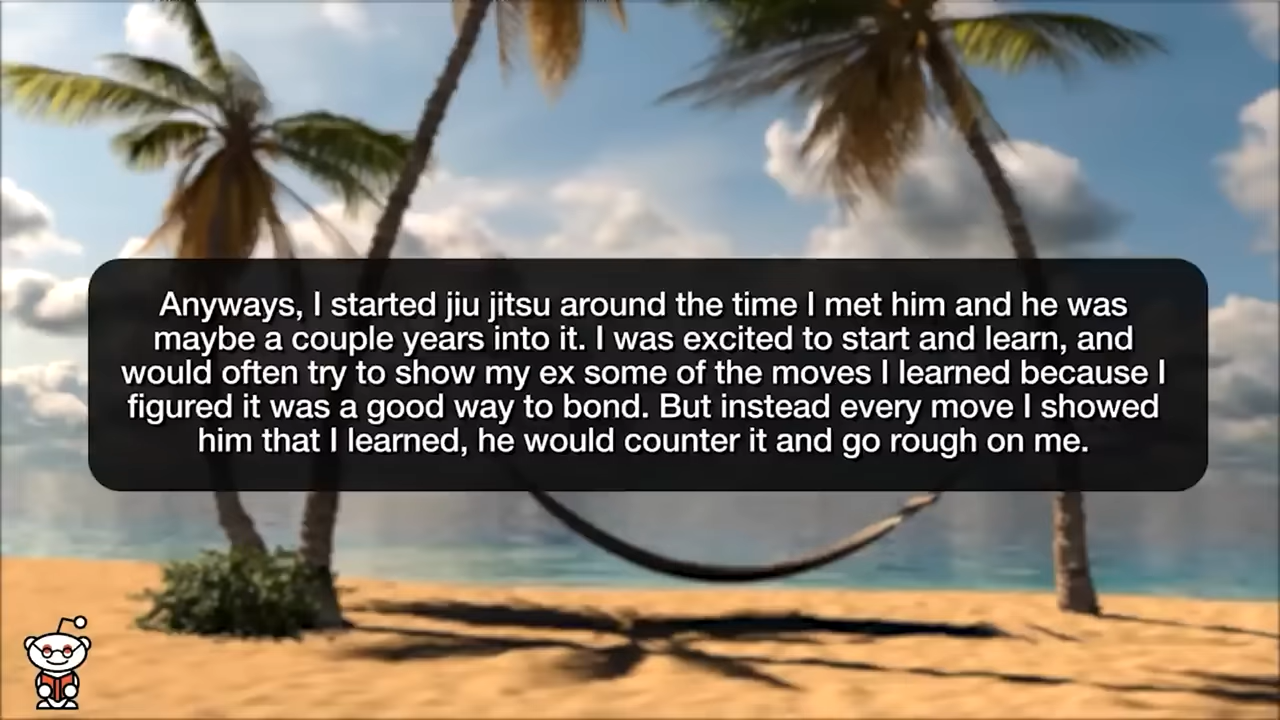 Anyways, I started jiu jitsu around the time I met him and he was
maybe a couple years into it. I was excited to start and learn, and
would often try to show my ex some of the moves I learned because I
figured it was a good way to bond. But instead every move I showed
him that I learned, he would counter it and go rough on me.